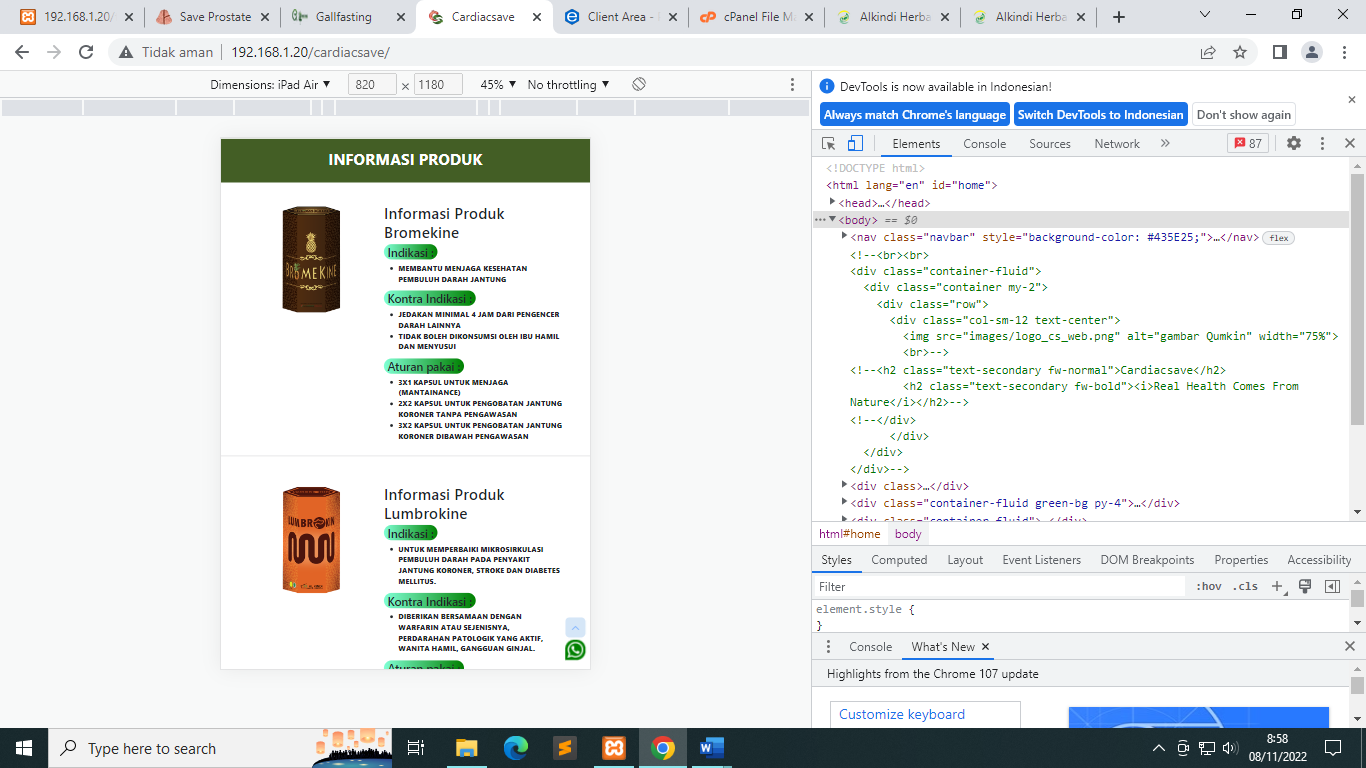 192.168.1.20/
Save Prostate
Gallfasting
Cardiacsave
Client Area -
cPanel File M
Alkindi Herba
Alkindi Herba
Tidak aman
192.168.1.20/cardiacsave/
Dimensions: iPad Air
820
×
1180
45%
No throttling
DevTools is now available in Indonesian!
Always match Chrome's language
Switch DevTools to Indonesian
Don't show again
Elements
Console
Sources
Network
87
INFORMASI PRODUK
Informasi Produk
Bromekine
Indikasi :
MEMBANTU MENJAGA KESEHATAN
PEMBULUH DARAH JANTUNG
Kontra Indikasi :
JEDAKAN MINIMAL 4 JAM DARI PENGENCER
DARAH LAINNYA
TIDAK BOLEH DIKONSUMSI OLEH IBU HAMIL
DAN MENYUSUI
Aturan pakai :
3X1 KAPSUL UNTUK MENJAGA
(MANTAINANCE)
2X2 KAPSUL UNTUK PENGOBATAN JANTUNG
KORONER TANPA PENGAWASAN
3X2 KAPSUL UNTUK PENGOBATAN JANTUNG
KORONER DIBAWAH PENGAWASAN
BROMEKINE
Informasi Produk
Lumbrokine
Indikasi :
UNTUK MEMPERBAIKI MIKROSIRKULASI
PEMBULUH DARAH PADA PENYAKIT
JANTUNG KORONER, STROKE DAN DIABETES
MELLITUS.
Kontra Indikasi :
DIBERIKAN BERSAMAAN DENGAN
WARFARIN ATAU SEJENISNYA,
PERDARAHAN PATOLOGIK YANG AKTIF,
WANITA HAMIL, GANGGUAN GINJAL.
Aturan pakai :
LUMBROKIN
<!DOCTYPE html>
<html lang="en" id="home">
<head>…</head>
<body> == $0
<nav class="navbar" style="background-color: #435E25;">…</nav> flex
<!--<br><br>
<div class="container-fluid">
<div class="container my-2">
<div class="row">
<div class="col-sm-12 text-center">
<img src="images/logo_cs_web.png" alt="gambar Qumkin" width="75%">
<br>-->
<!--<h2 class="text-secondary fw-normal">Cardiacsave</h2>
<h2 class="text-secondary fw-bold"><i>Real Health Comes From
Nature</i></h2>-->
<!--</div>
</div>
</div>
</div>-->
<div class>…</div>
<div class="container-fluid green-bg py-4">…</div>
<div class="container-fluid">…</div>
html#home
body
Styles
Computed
Layout
Event Listeners
DOM Breakpoints
Properties
Accessibility
Filter
:hov
.cls
element.style {
}
Console
What's New
Highlights from the Chrome 107 update
Customize keyboard
Type here to search
8:58
08/11/2022